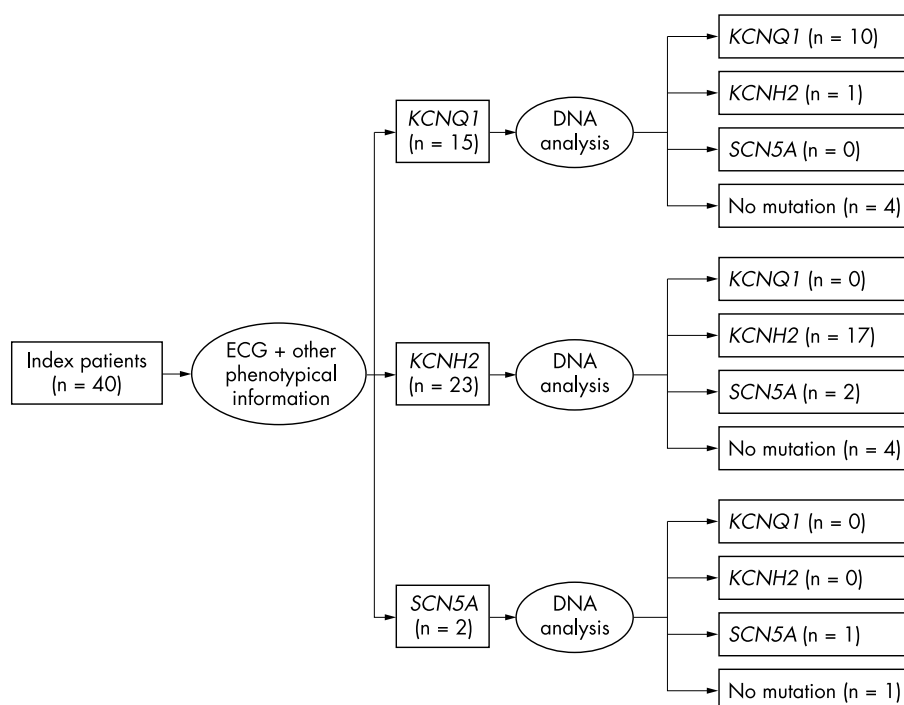 Index patients
(n = 40)
ECG + other
phenotypical
information
KCNQ1
(n = 15)
DNA
analysis
KCNQ1 (n = 10)
KCNH2 (n = 1)
SCN5A (n = 0)
No mutation (n = 4)
KCNH2
(n = 23)
DNA
analysis
KCNQ1 (n = 0)
KCNH2 (n = 17)
SCN5A (n = 2)
No mutation (n = 4)
SCN5A
(n = 2)
DNA
analysis
KCNQ1 (n = 0)
KCNH2 (n = 0)
SCN5A (n = 1)
No mutation (n = 1)